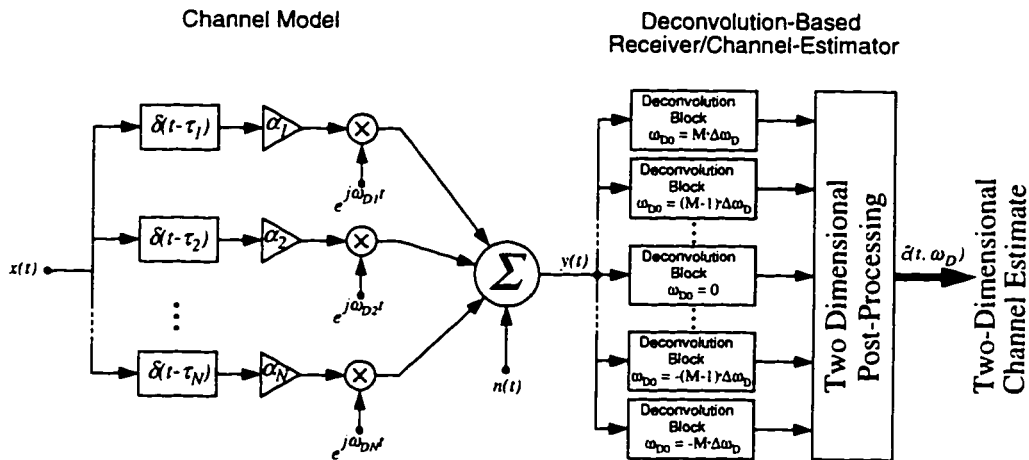 Channel Model
Deconvolution-Based
Receiver/Channel-Estimator
x(t)
δ(t-τ1)
α1
e^jωD1t
δ(t-τ2)
α2
e^jωD2t
⋮
δ(t-τN)
αN
e^jωDNt
Σ
n(t)
y(t)
Deconvolution
Block
ωD0 = M·ΔωD
Deconvolution
Block
ωD0 = (M-1)·ΔωD
⋮
Deconvolution
Block
ωD0 = 0
⋮
Deconvolution
Block
ωD0 = -(M-1)·ΔωD
Deconvolution
Block
ωD0 = -M·ΔωD
Two Dimensional
Post-Processing
ĉ(t, ωD)
Two-Dimensional
Channel Estimate